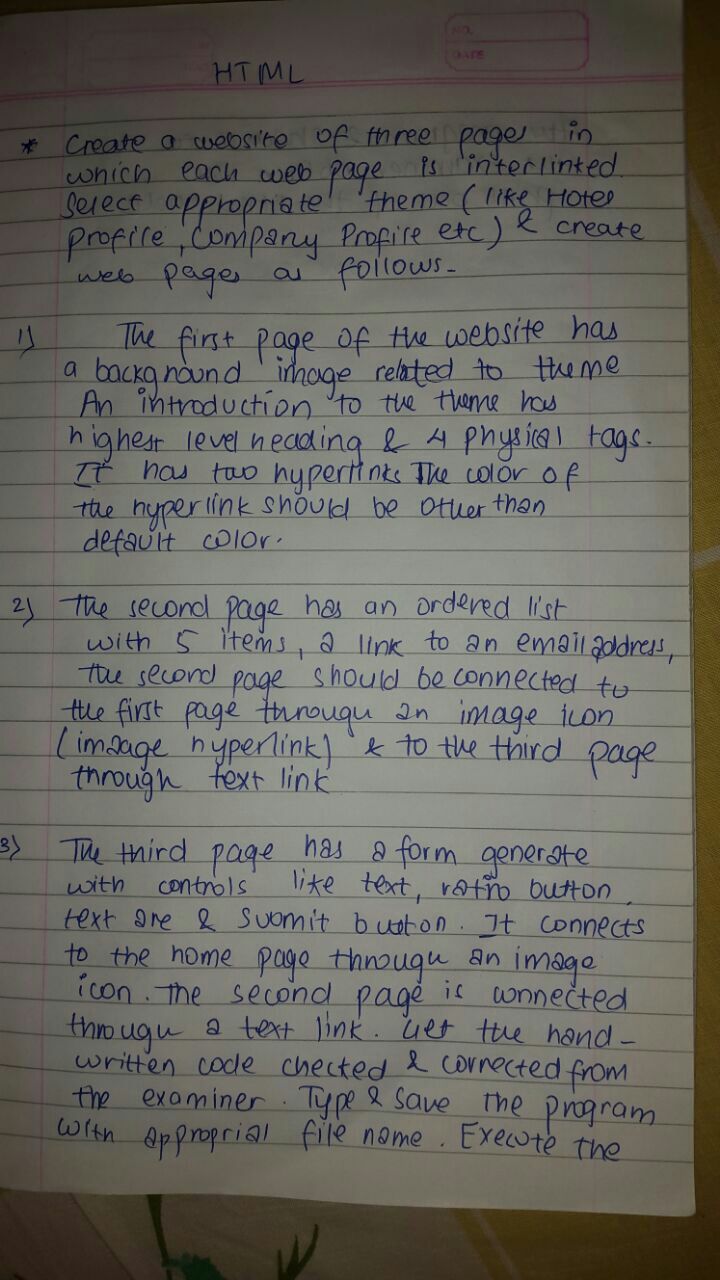 NO.
DATE
HTML
* Create a website of three pages in
which each web page is interlinted.
Select appropriate theme (like Hotel
profile, Company Profile etc) & create
web pages as follows-
1) The first page of the website has
a background image related to theme
An introduction to the theme has
highest level heading & 4 physical tags.
It has two hyperlinks The color of
the hyperlink should be other than
default color.
2) The second page has an ordered list
with 5 items, a link to an email address,
the second page should be connected to
the first page through an image icon
(imaage hyperlink) & to the third page
through text link
3) The third page has a form generate
with controls like text, ratio button,
text are & submit button. It connects
to the home page through an image
icon. The second page is connected
through a text link. Get the hand-
written code chected & corrected from
the examiner. Type & save the program
with approprial file name. Execute the